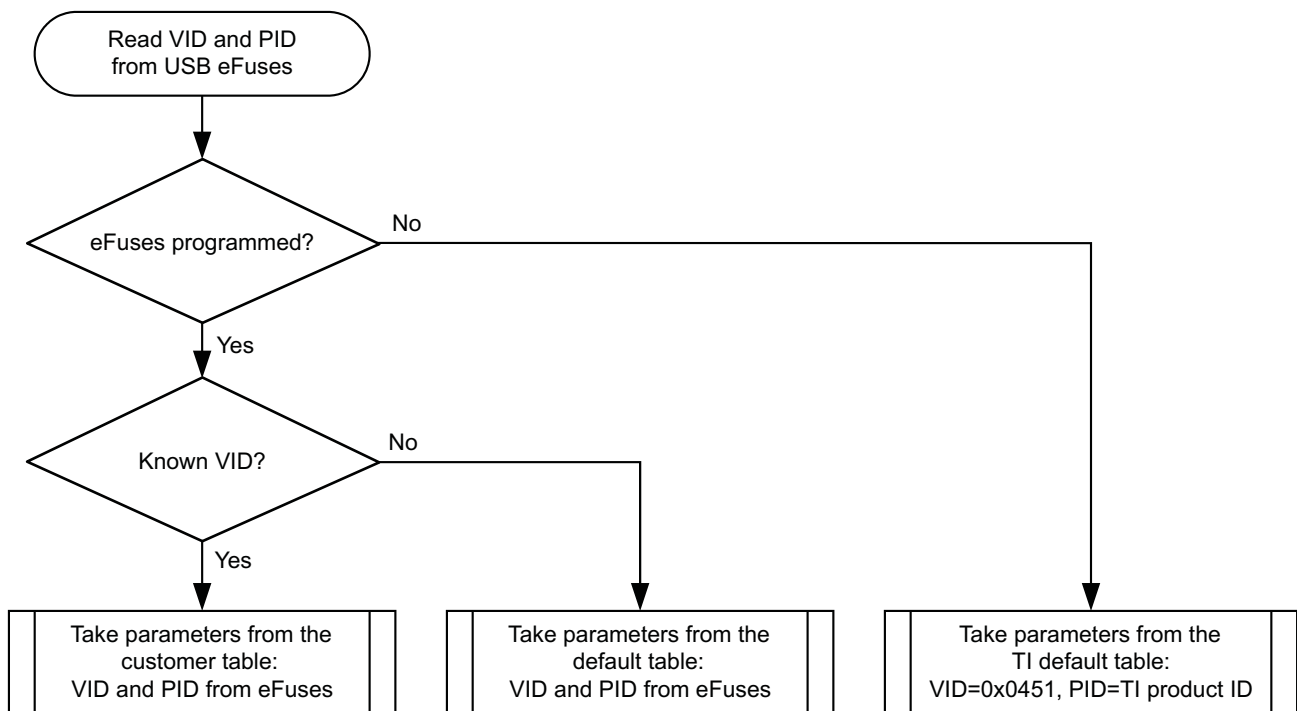 Read VID and PID
from USB eFuses
eFuses programmed?
No
Yes
Known VID?
No
Yes
Take parameters from the
customer table:
VID and PID from eFuses
Take parameters from the
default table:
VID and PID from eFuses
Take parameters from the
TI default table:
VID=0x0451, PID=TI product ID